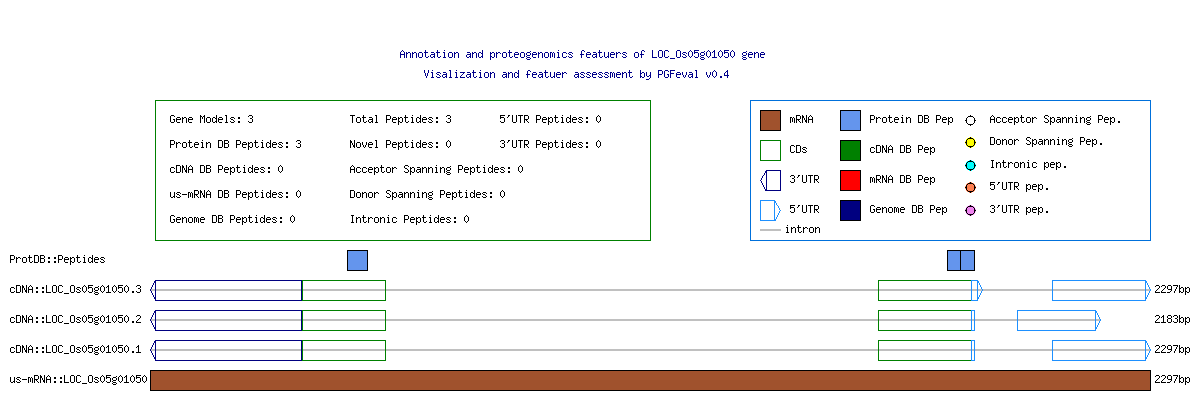 Annotation and proteogenomics featuers of LOC_Os05g01050 gene
Visalization and featuer assessment by PGFeval v0.4
Gene Models: 3 Total Peptides: 3 5'UTR Peptides: 0
Protein DB Peptides: 3 Novel Peptides: 0 3'UTR Peptides: 0
cDNA DB Peptides: 0 Acceptor Spanning Peptides: 0
us-mRNA DB Peptides: 0 Donor Spanning Peptides: 0
Genome DB Peptides: 0 Intronic Peptides: 0
mRNA Protein DB Pep Acceptor Spanning Pep.
CDs cDNA DB Pep Donor Spanning Pep.
3'UTR mRNA DB Pep Intronic pep.
5'UTR Genome DB Pep 5'UTR pep.
intron 3'UTR pep.
ProtDB::Peptides
cDNA::LOC_Os05g01050.3 2297bp
cDNA::LOC_Os05g01050.2 2183bp
cDNA::LOC_Os05g01050.1 2297bp
us-mRNA::LOC_Os05g01050 2297bp